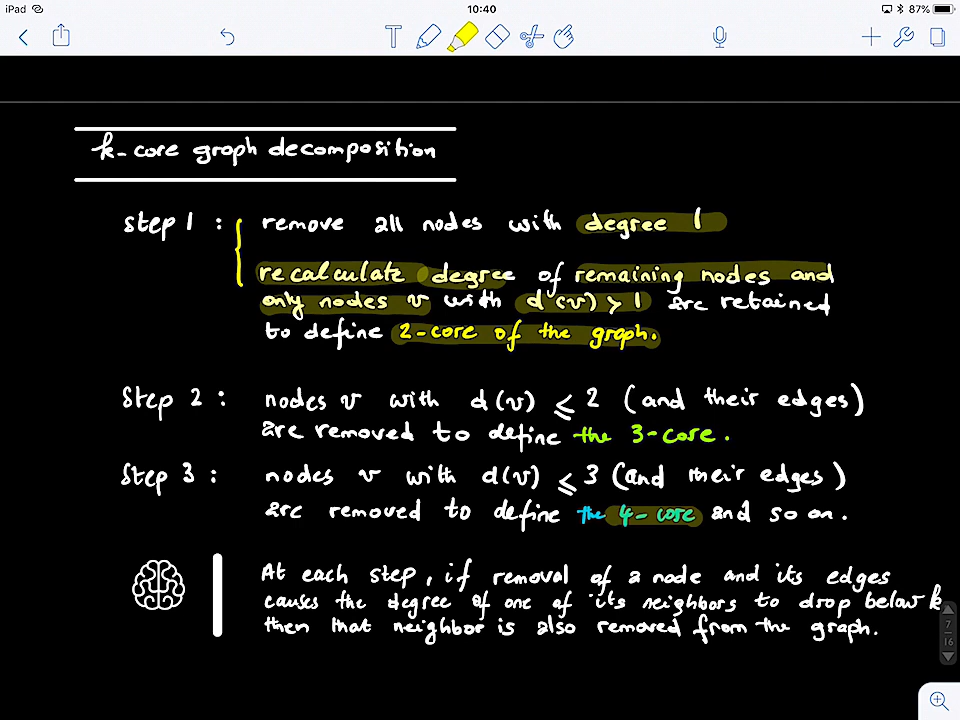 iPad
10:40
87%
k-core graph decomposition
Step 1 : remove all nodes with degree 1
recalculate degree of remaining nodes and
only nodes v with d(v) > 1 are retained
to define 2-core of the graph.
Step 2 : nodes v with d(v) ⩽ 2 (and their edges)
are removed to define the 3-core.
Step 3 : nodes v with d(v) ⩽ 3 (and their edges)
are removed to define the 4-core and so on.
At each step, if removal of a node and its edges
causes the degree of one of its neighbors to drop below k
then that neighbor is also removed from the graph.
7
16